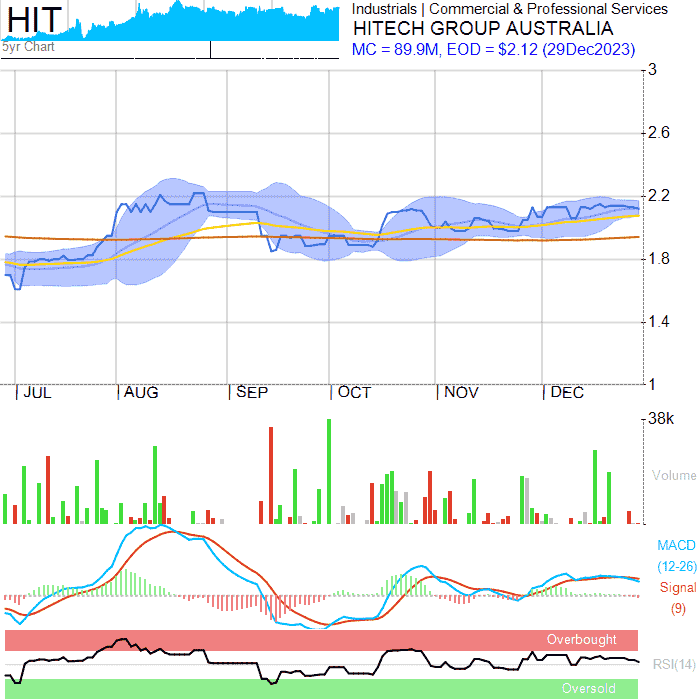 HIT
Industrials | Commercial & Professional Services
HITECH GROUP AUSTRALIA
5yr Chart
MC = 89.9M, EOD = $2.12 (29Dec2023)
3
2.6
2.2
1.8
1.4
1
JUL AUG SEP OCT NOV DEC
38k
Volume
MACD
(12-26)
Signal
(9)
Overbought
RSI(14)
Oversold